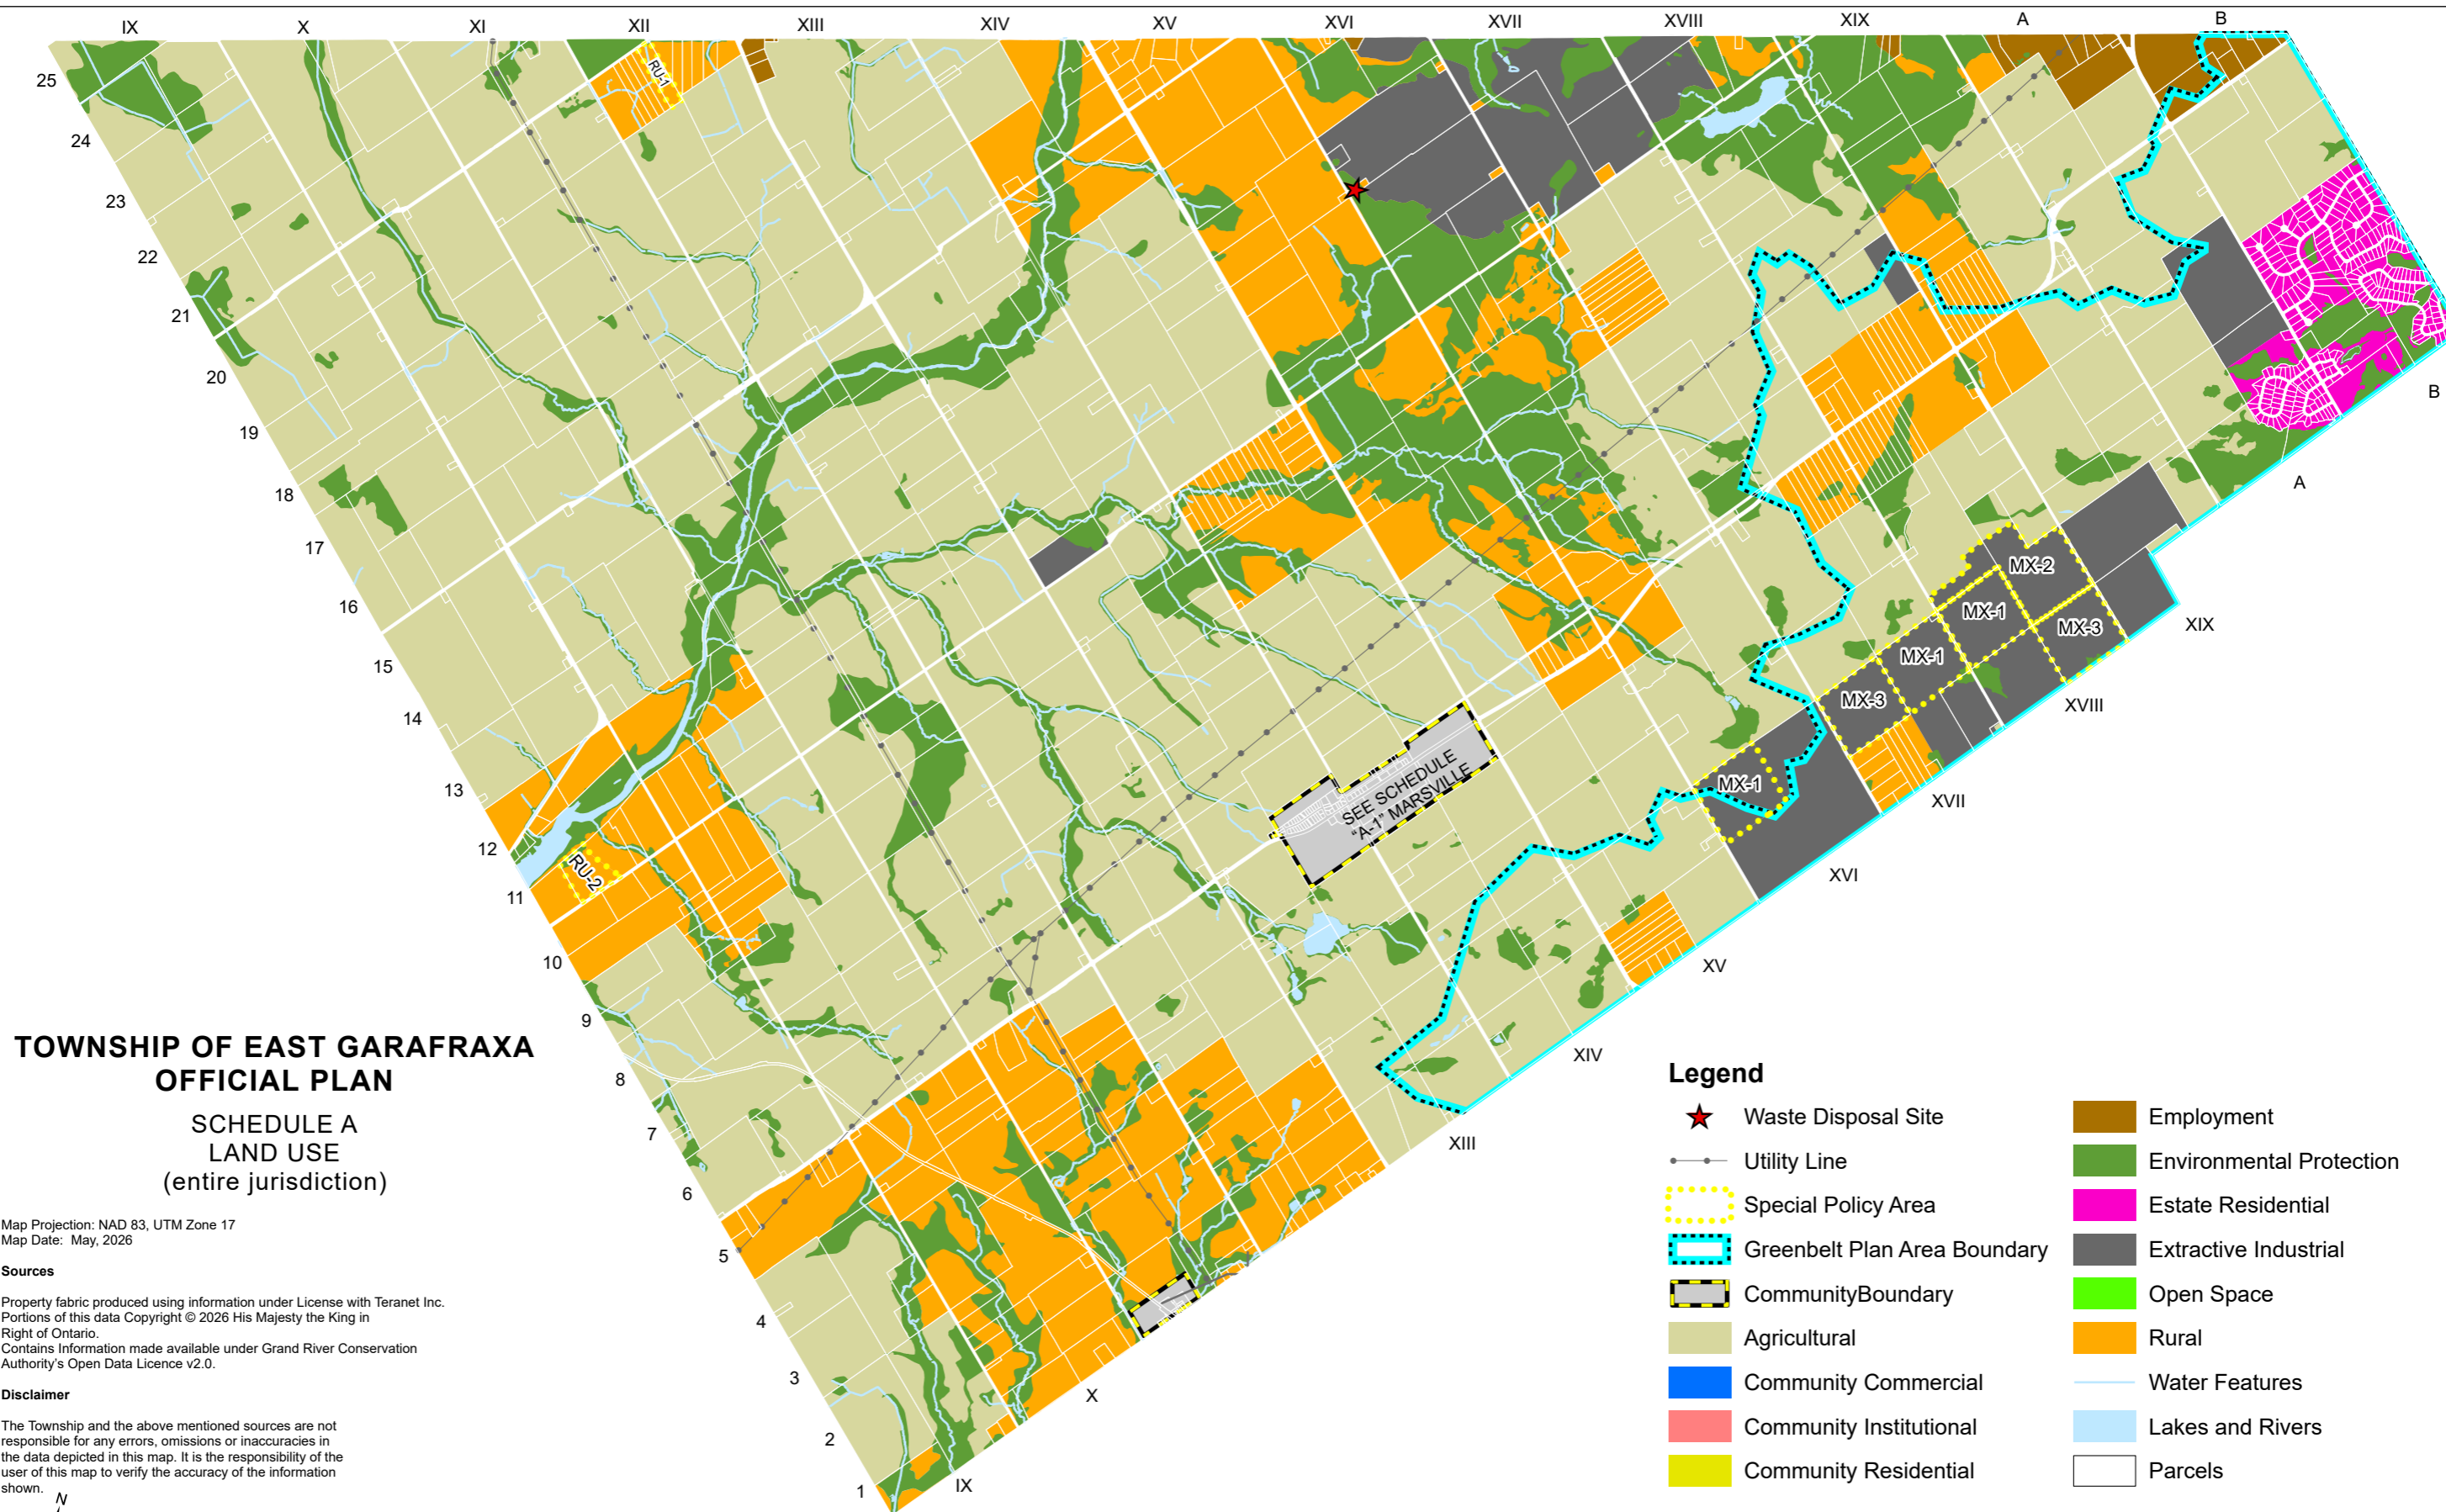 IX X XI XII XIII XIV XV XVI XVII XVIII XIX A B
25
24
23
22
21
20
19
18
17
16
15
14
13
12
11
10
9
8
7
6
5
4
3
2
1
RU-1
RU-2
B
A
XIX
XVIII
XVII
XVI
XV
XIV
XIII
X
IX
MX-2
MX-1
MX-3
MX-1
MX-3
MX-1
SEE SCHEDULE
"A-1" MARSVILLE
TOWNSHIP OF EAST GARAFRAXA
OFFICIAL PLAN
SCHEDULE A
LAND USE
(entire jurisdiction)
Map Projection: NAD 83, UTM Zone 17
Map Date: May, 2026
Sources
Property fabric produced using information under License with Teranet Inc.
Portions of this data Copyright © 2026 His Majesty the King in
Right of Ontario.
Contains Information made available under Grand River Conservation
Authority's Open Data Licence v2.0.
Disclaimer
The Township and the above mentioned sources are not
responsible for any errors, omissions or inaccuracies in
the data depicted in this map. It is the responsibility of the
user of this map to verify the accuracy of the information
shown.
N
Legend
Waste Disposal Site
Utility Line
Special Policy Area
Greenbelt Plan Area Boundary
CommunityBoundary
Agricultural
Community Commercial
Community Institutional
Community Residential
Employment
Environmental Protection
Estate Residential
Extractive Industrial
Open Space
Rural
Water Features
Lakes and Rivers
Parcels